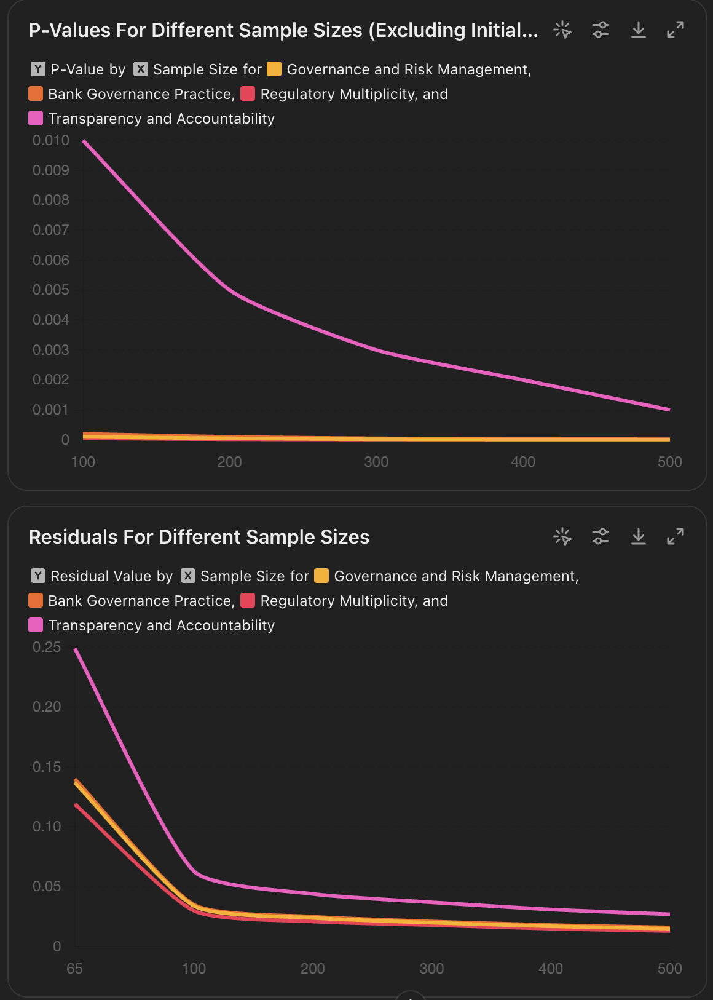 P-Values For Different Sample Sizes (Excluding Initial...
Y P-Value by X Sample Size for Governance and Risk Management,
Bank Governance Practice, Regulatory Multiplicity, and
Transparency and Accountability
0.010
0.009
0.008
0.007
0.006
0.005
0.004
0.003
0.002
0.001
0
100 200 300 400 500
Residuals For Different Sample Sizes
Y Residual Value by X Sample Size for Governance and Risk Management,
Bank Governance Practice, Regulatory Multiplicity, and
Transparency and Accountability
0.25
0.20
0.15
0.10
0.05
0
65 100 200 300 400 500